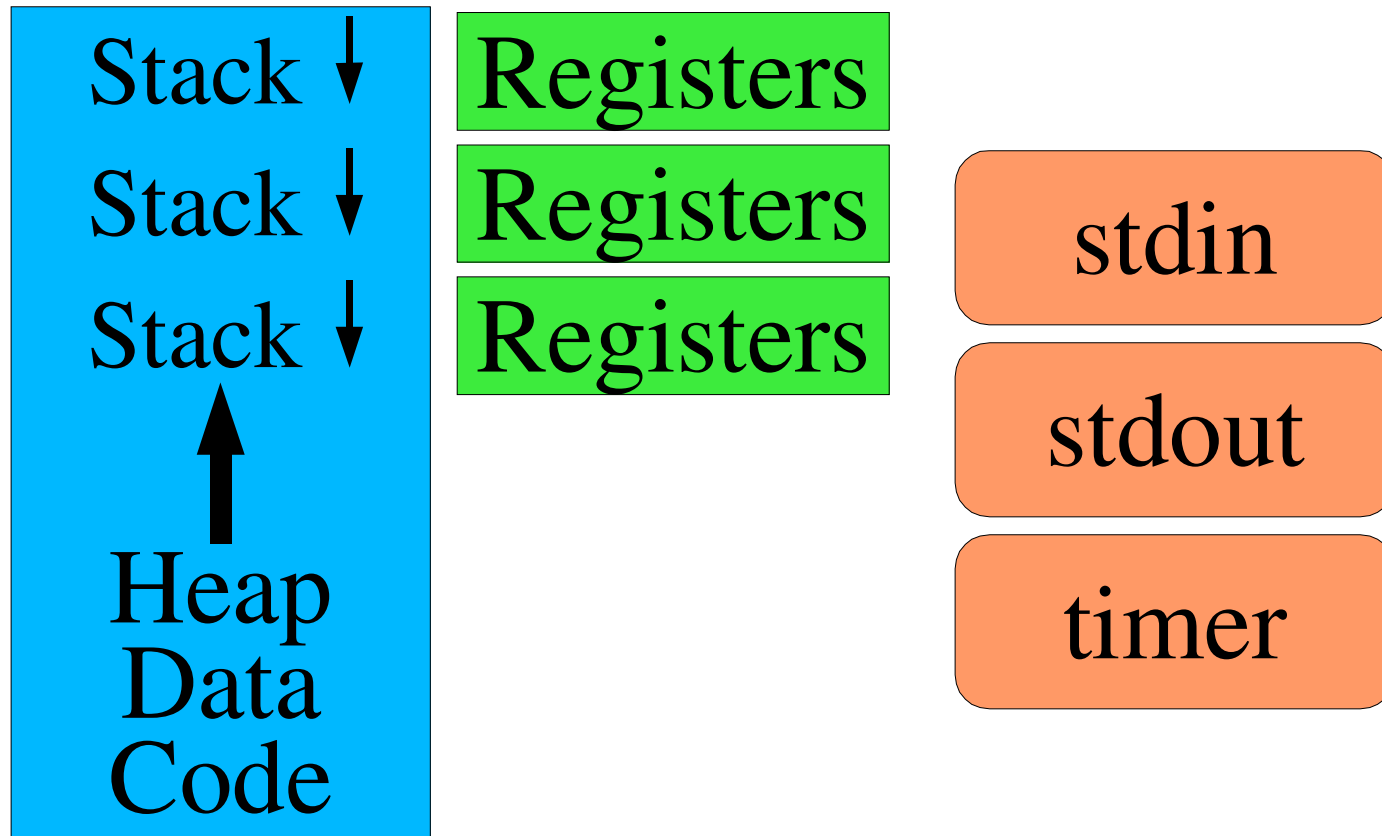 Stack
Stack
Stack
Heap
Data
Code
Registers
Registers
Registers
stdin
stdout
timer